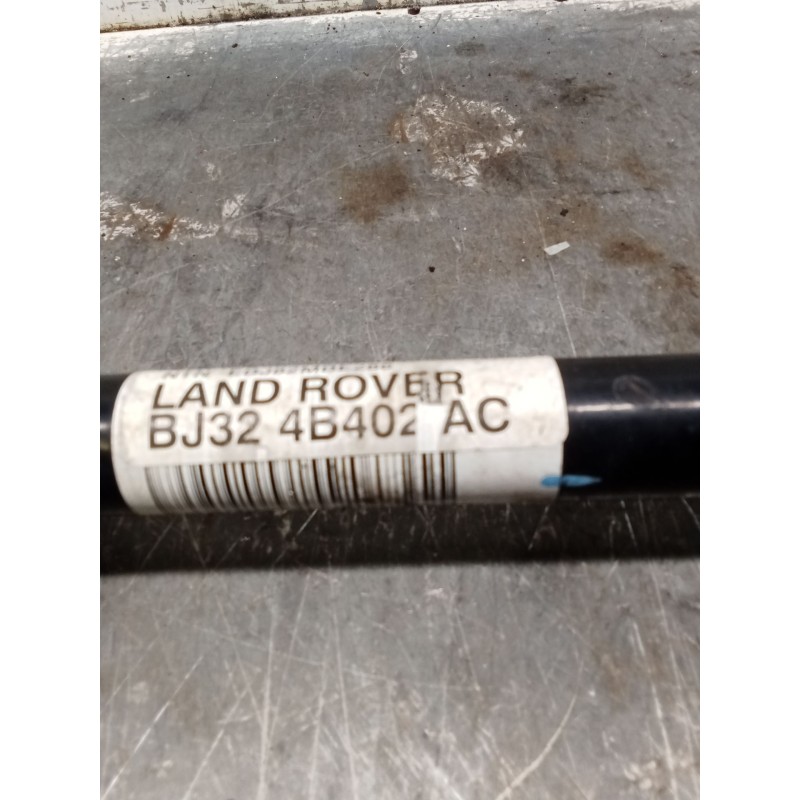 LAND ROVER
BJ32 4B402 AC